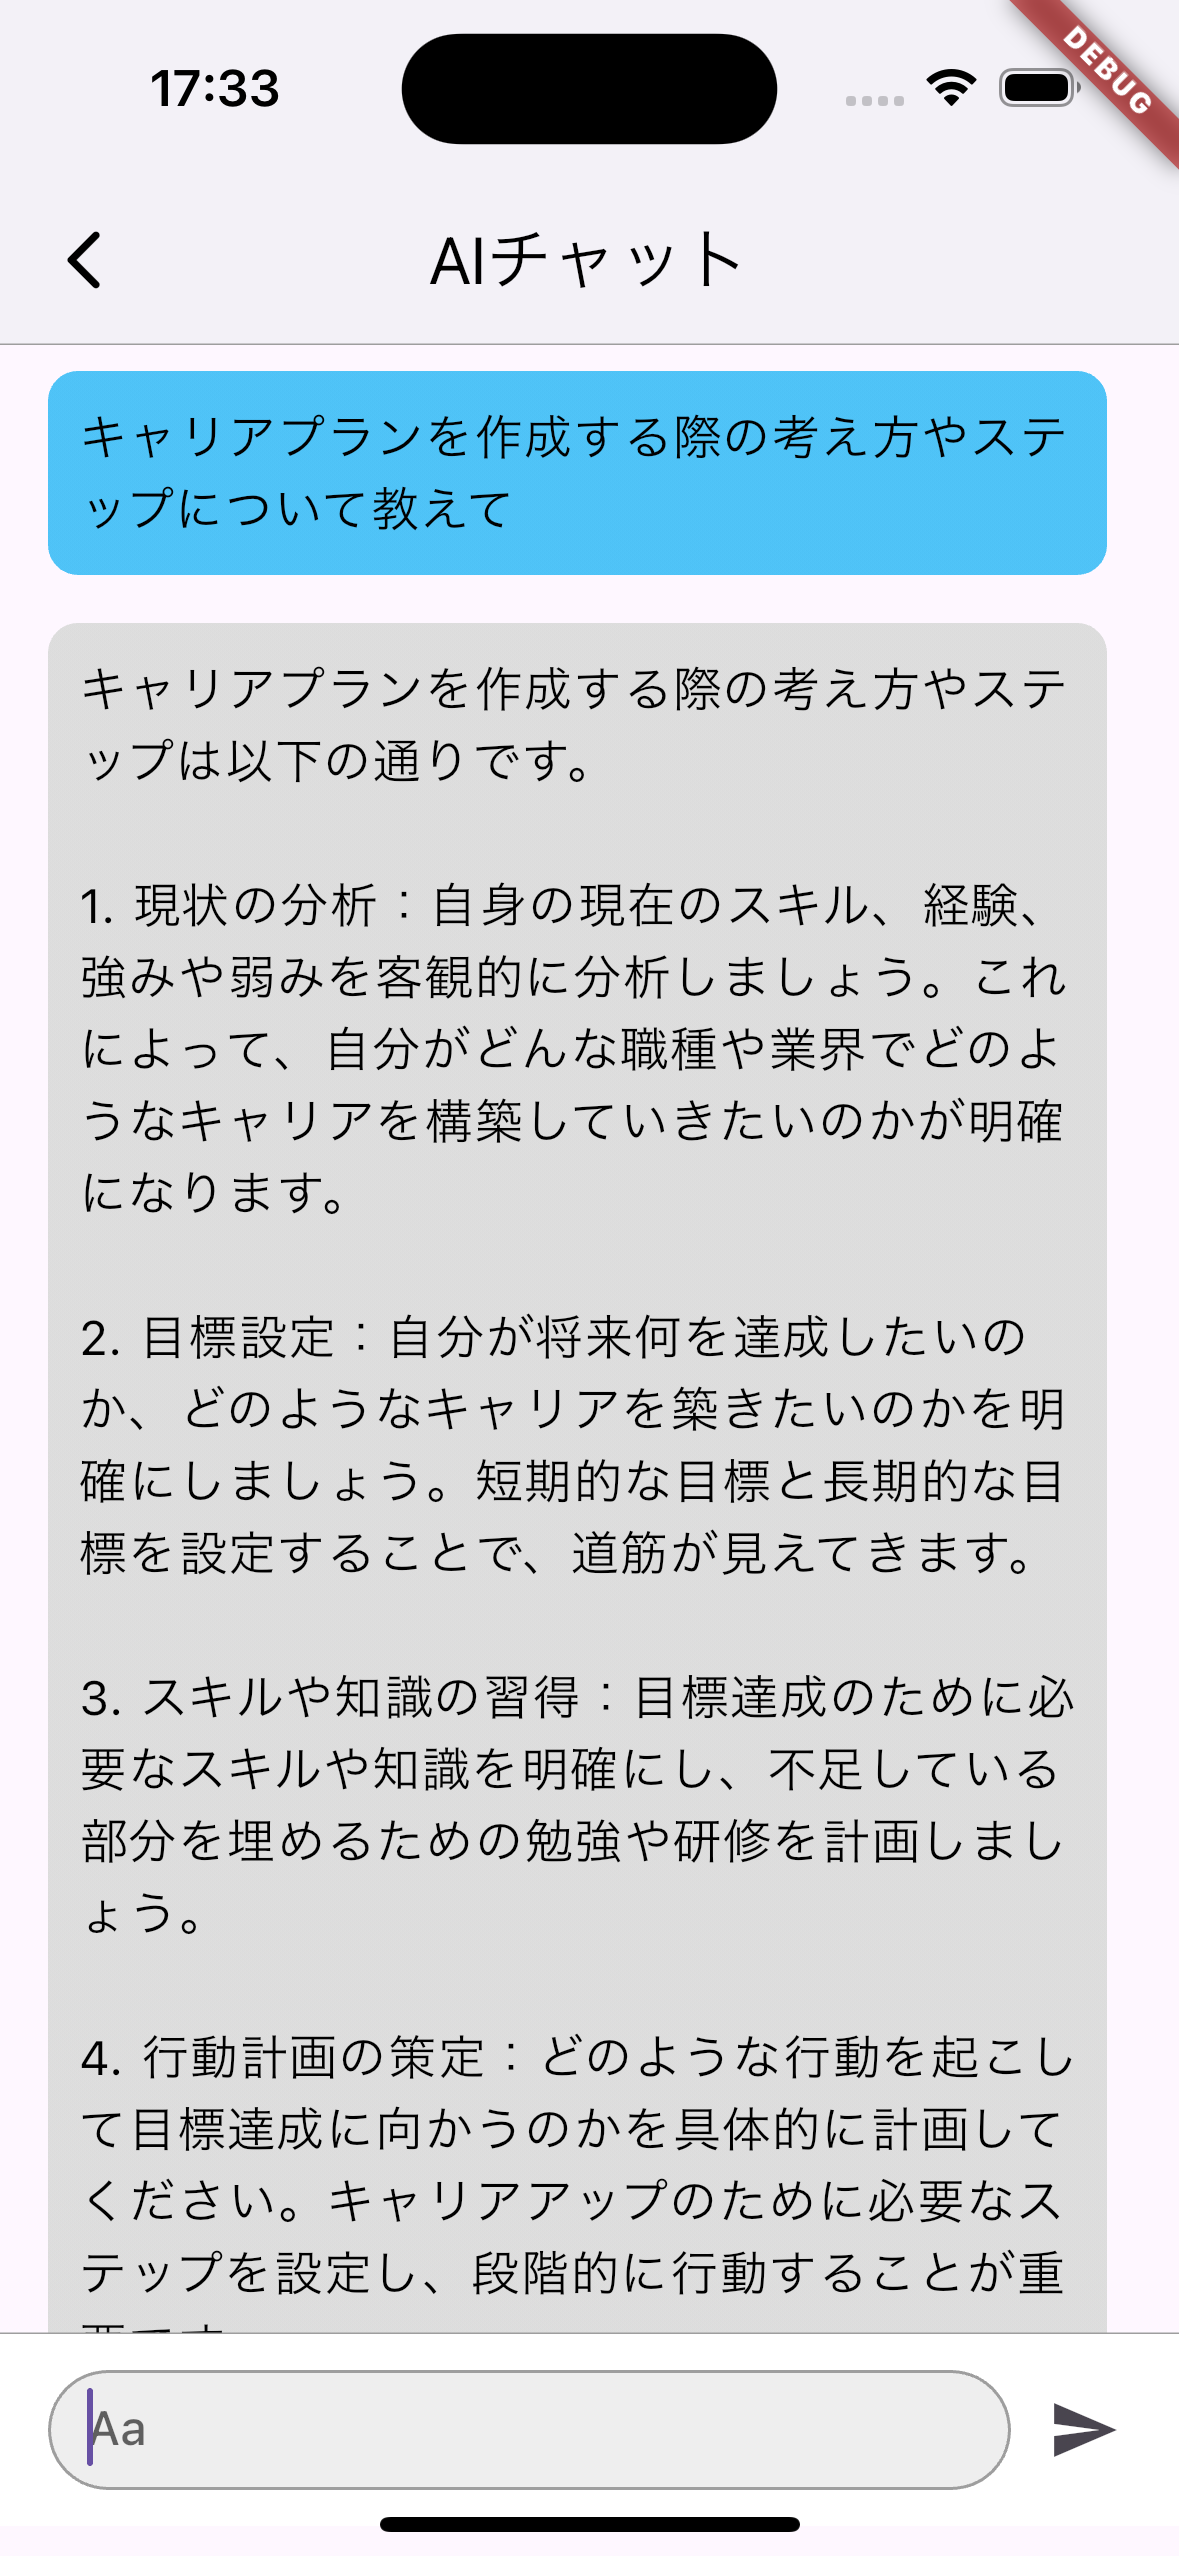 17:33
DEBUG
AIチャット
キャリアプランを作成する際の考え方やステ
ップについて教えて
キャリアプランを作成する際の考え方やステ
ップは以下の通りです。
1. 現状の分析：自身の現在のスキル、経験、
強みや弱みを客観的に分析しましょう。これ
によって、自分がどんな職種や業界でどのよ
うなキャリアを構築していきたいのかが明確
になります。
2. 目標設定：自分が将来何を達成したいの
か、どのようなキャリアを築きたいのかを明
確にしましょう。短期的な目標と長期的な目
標を設定することで、道筋が見えてきます。
3. スキルや知識の習得：目標達成のために必
要なスキルや知識を明確にし、不足している
部分を埋めるための勉強や研修を計画しまし
ょう。
4. 行動計画の策定：どのような行動を起こし
て目標達成に向かうのかを具体的に計画して
ください。キャリアアップのために必要なス
テップを設定し、段階的に行動することが重
Aa